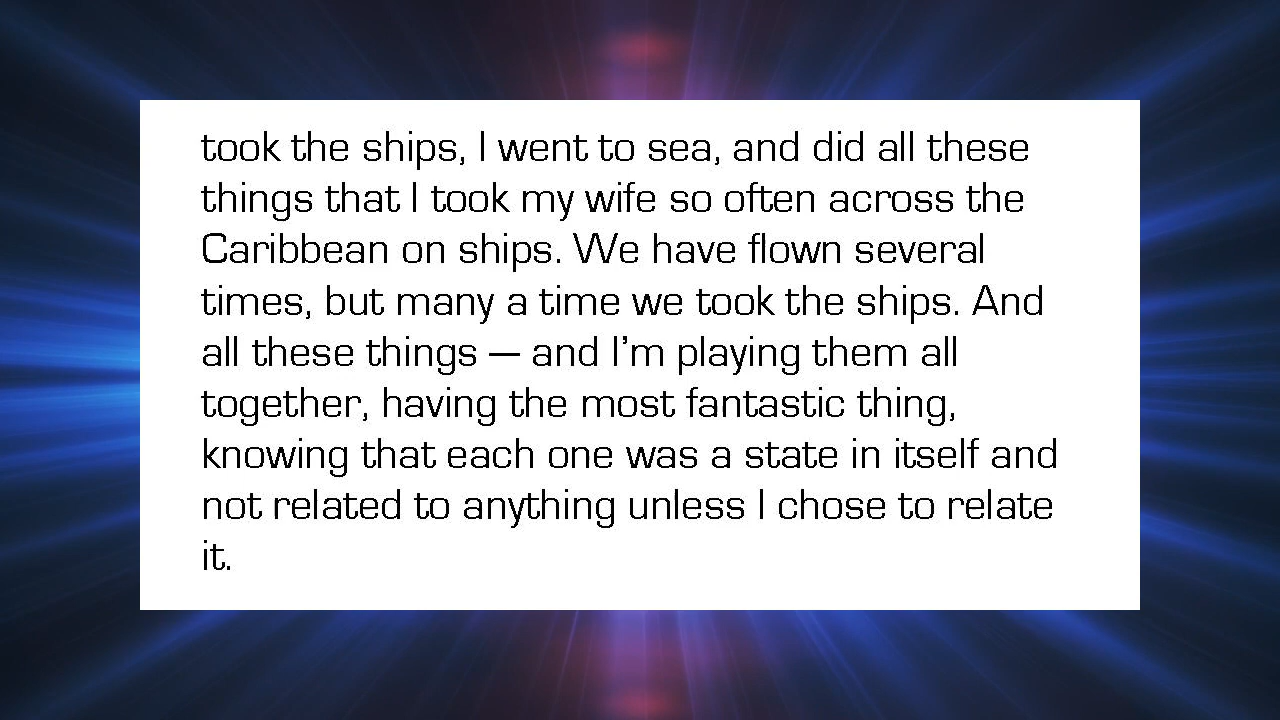 took the ships, I went to sea, and did all these
things that I took my wife so often across the
Caribbean on ships. We have flown several
times, but many a time we took the ships. And
all these things — and I’m playing them all
together, having the most fantastic thing,
knowing that each one was a state in itself and
not related to anything unless I chose to relate
it.